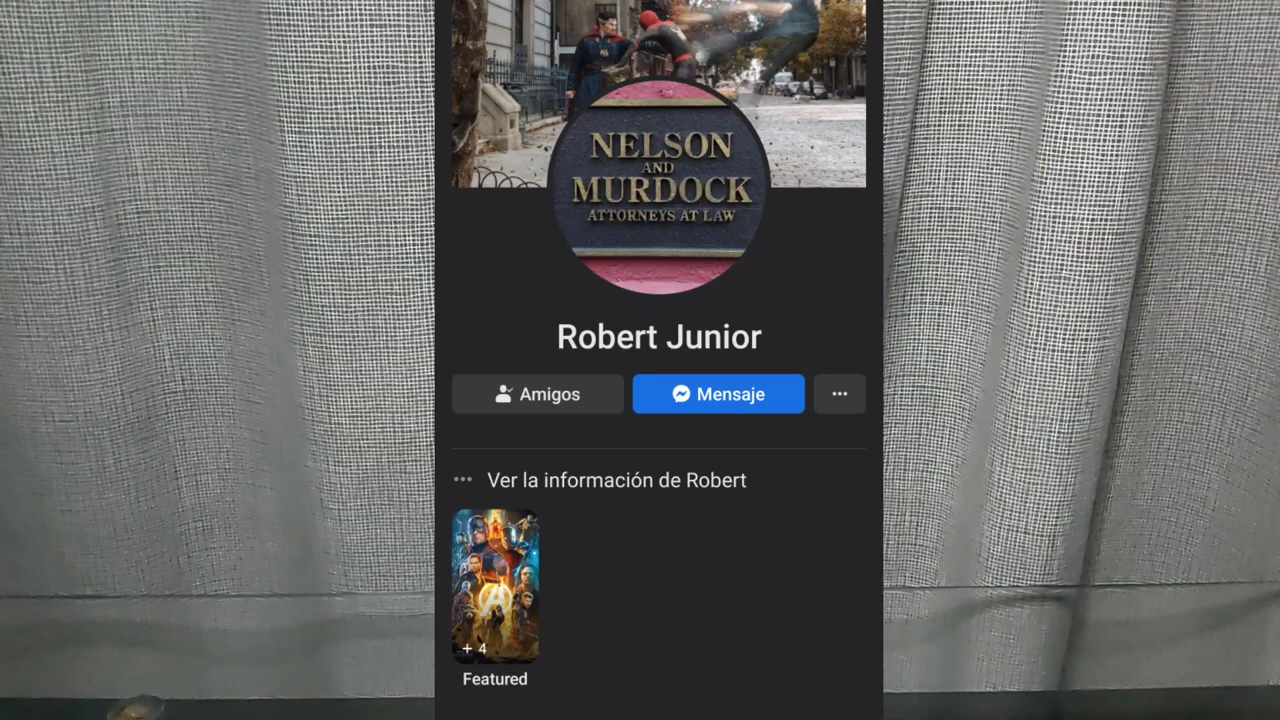 NELSON
AND
MURDOCK
ATTORNEYS AT LAW
Robert Junior
Amigos
Mensaje
Ver la información de Robert
+ 4
Featured